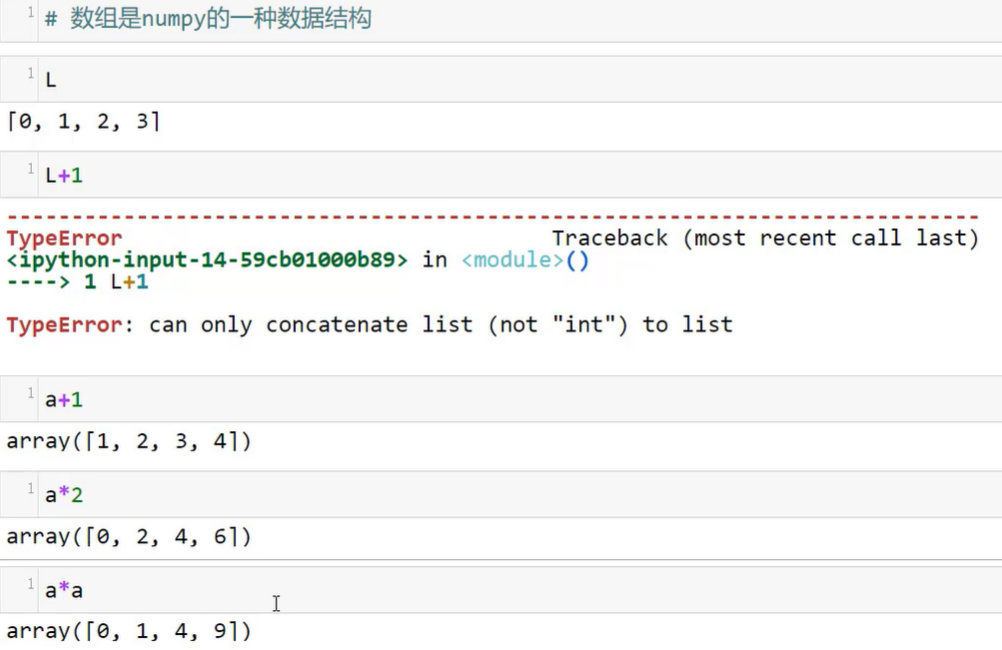 1 # 数组是numpy的一种数据结构
1 L
[0, 1, 2, 3]
1 L+1
---------------------------------------------------------------------------
TypeError                                 Traceback (most recent call last)
<ipython-input-14-59cb01000b89> in <module>()
----> 1 L+1
TypeError: can only concatenate list (not "int") to list
1 a+1
array([1, 2, 3, 4])
1 a*2
array([0, 2, 4, 6])
1 a*a
array([0, 1, 4, 9])